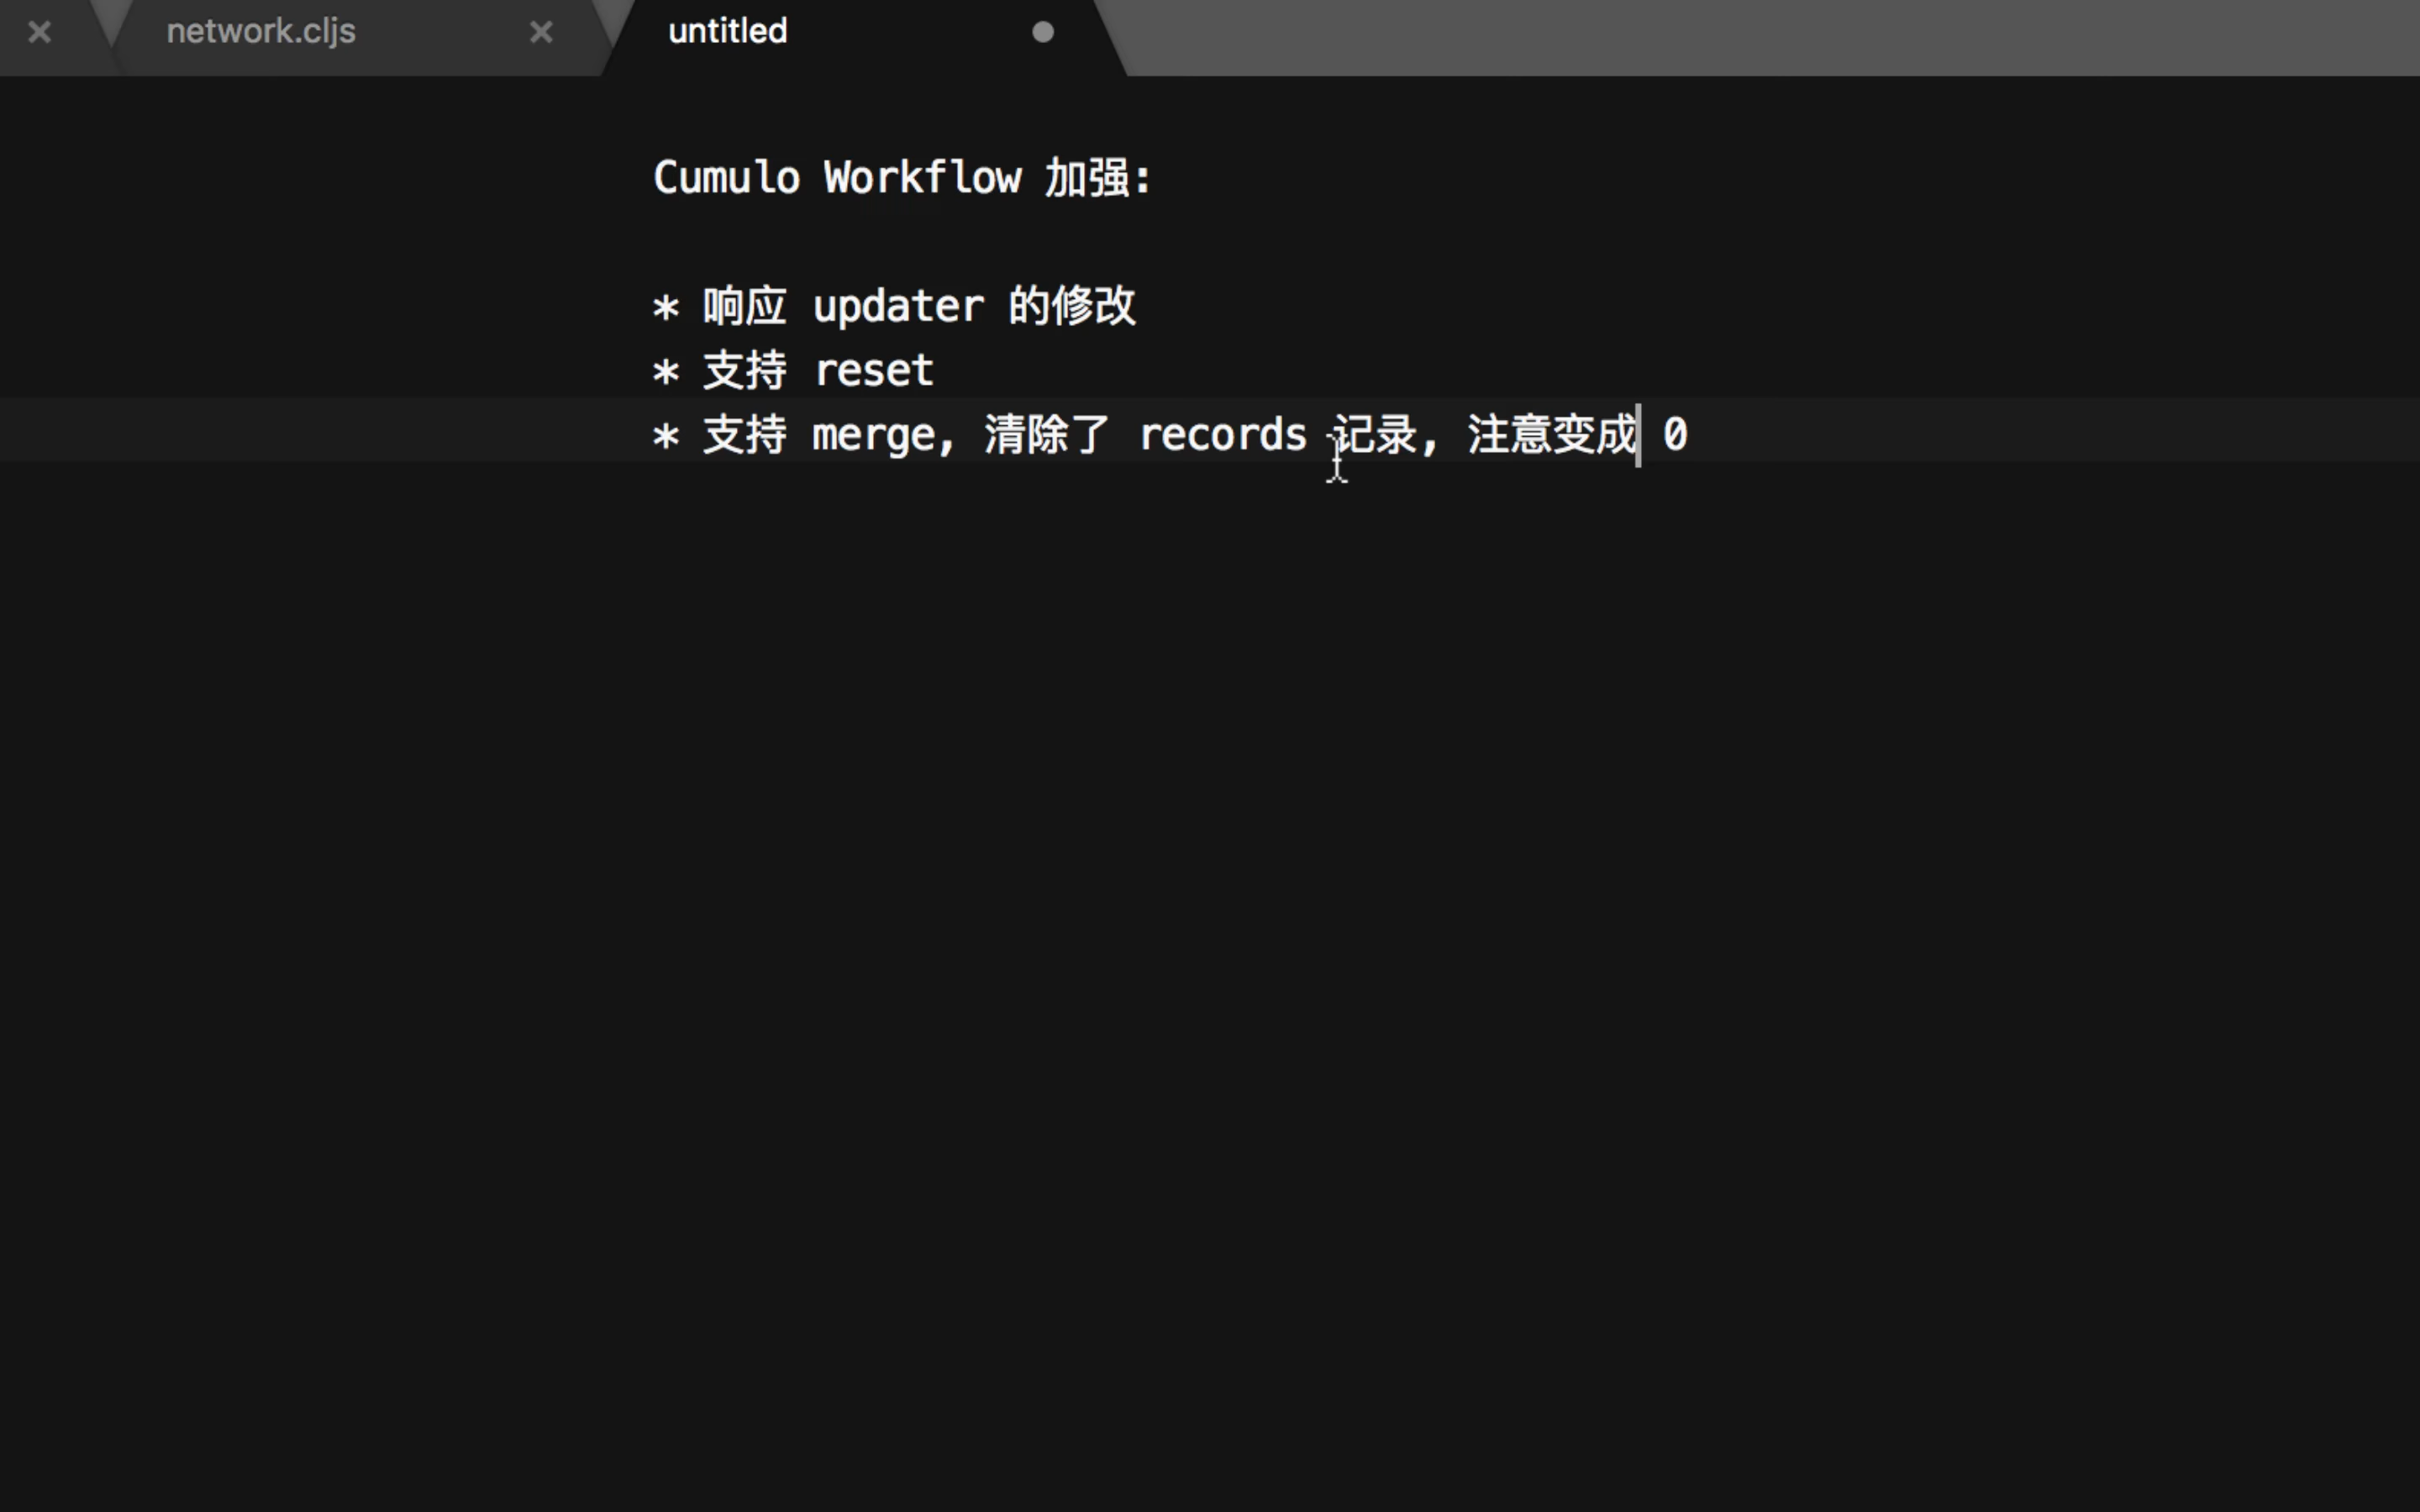 network.cljs
untitled
Cumulo Workflow 加强:
* 响应 updater 的修改
* 支持 reset
* 支持 merge, 清除了 records 记录, 注意变成 0